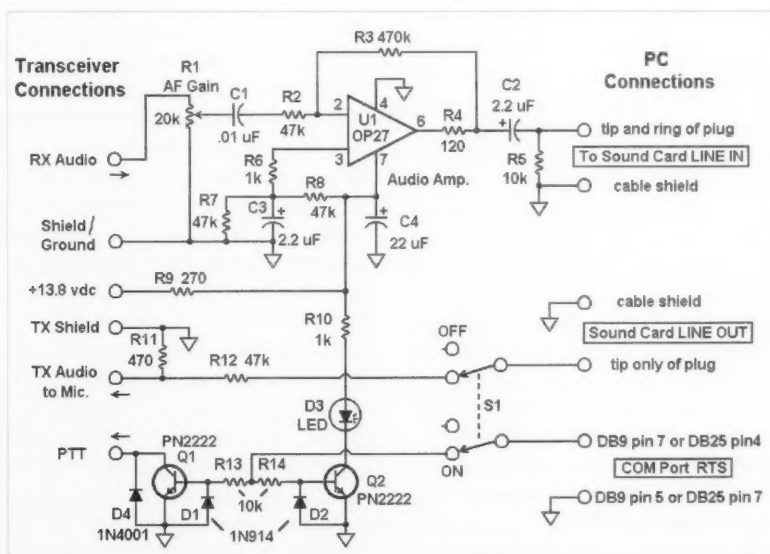 R3 470k
Transceiver
Connections
R1
AF Gain
20k
C1
.01 uF
R2
47k
2
4
U1
OP27
6
3
7
R4
120
C2
2.2 uF
+
PC
Connections
tip and ring of plug
To Sound Card LINE IN
R5
10k
cable shield
RX Audio
R6
1k
Audio Amp.
R7
47k
R8
47k
C3
+
2.2 uF
+
C4
22 uF
Shield/
Ground
+13.8 vdc
R9 270
TX Shield
R11
470
R10
1k
OFF
cable shield
Sound Card LINE OUT
TX Audio
to Mic.
R12 47k
tip only of plug
S1
D3
LED
PTT
PN2222
Q1
R13
R14
10k
Q2
PN2222
ON
DB9 pin 7 or DB25 pin4
COM Port RTS
DB9 pin 5 or DB25 pin 7
D4
1N4001
D1
1N914
D2